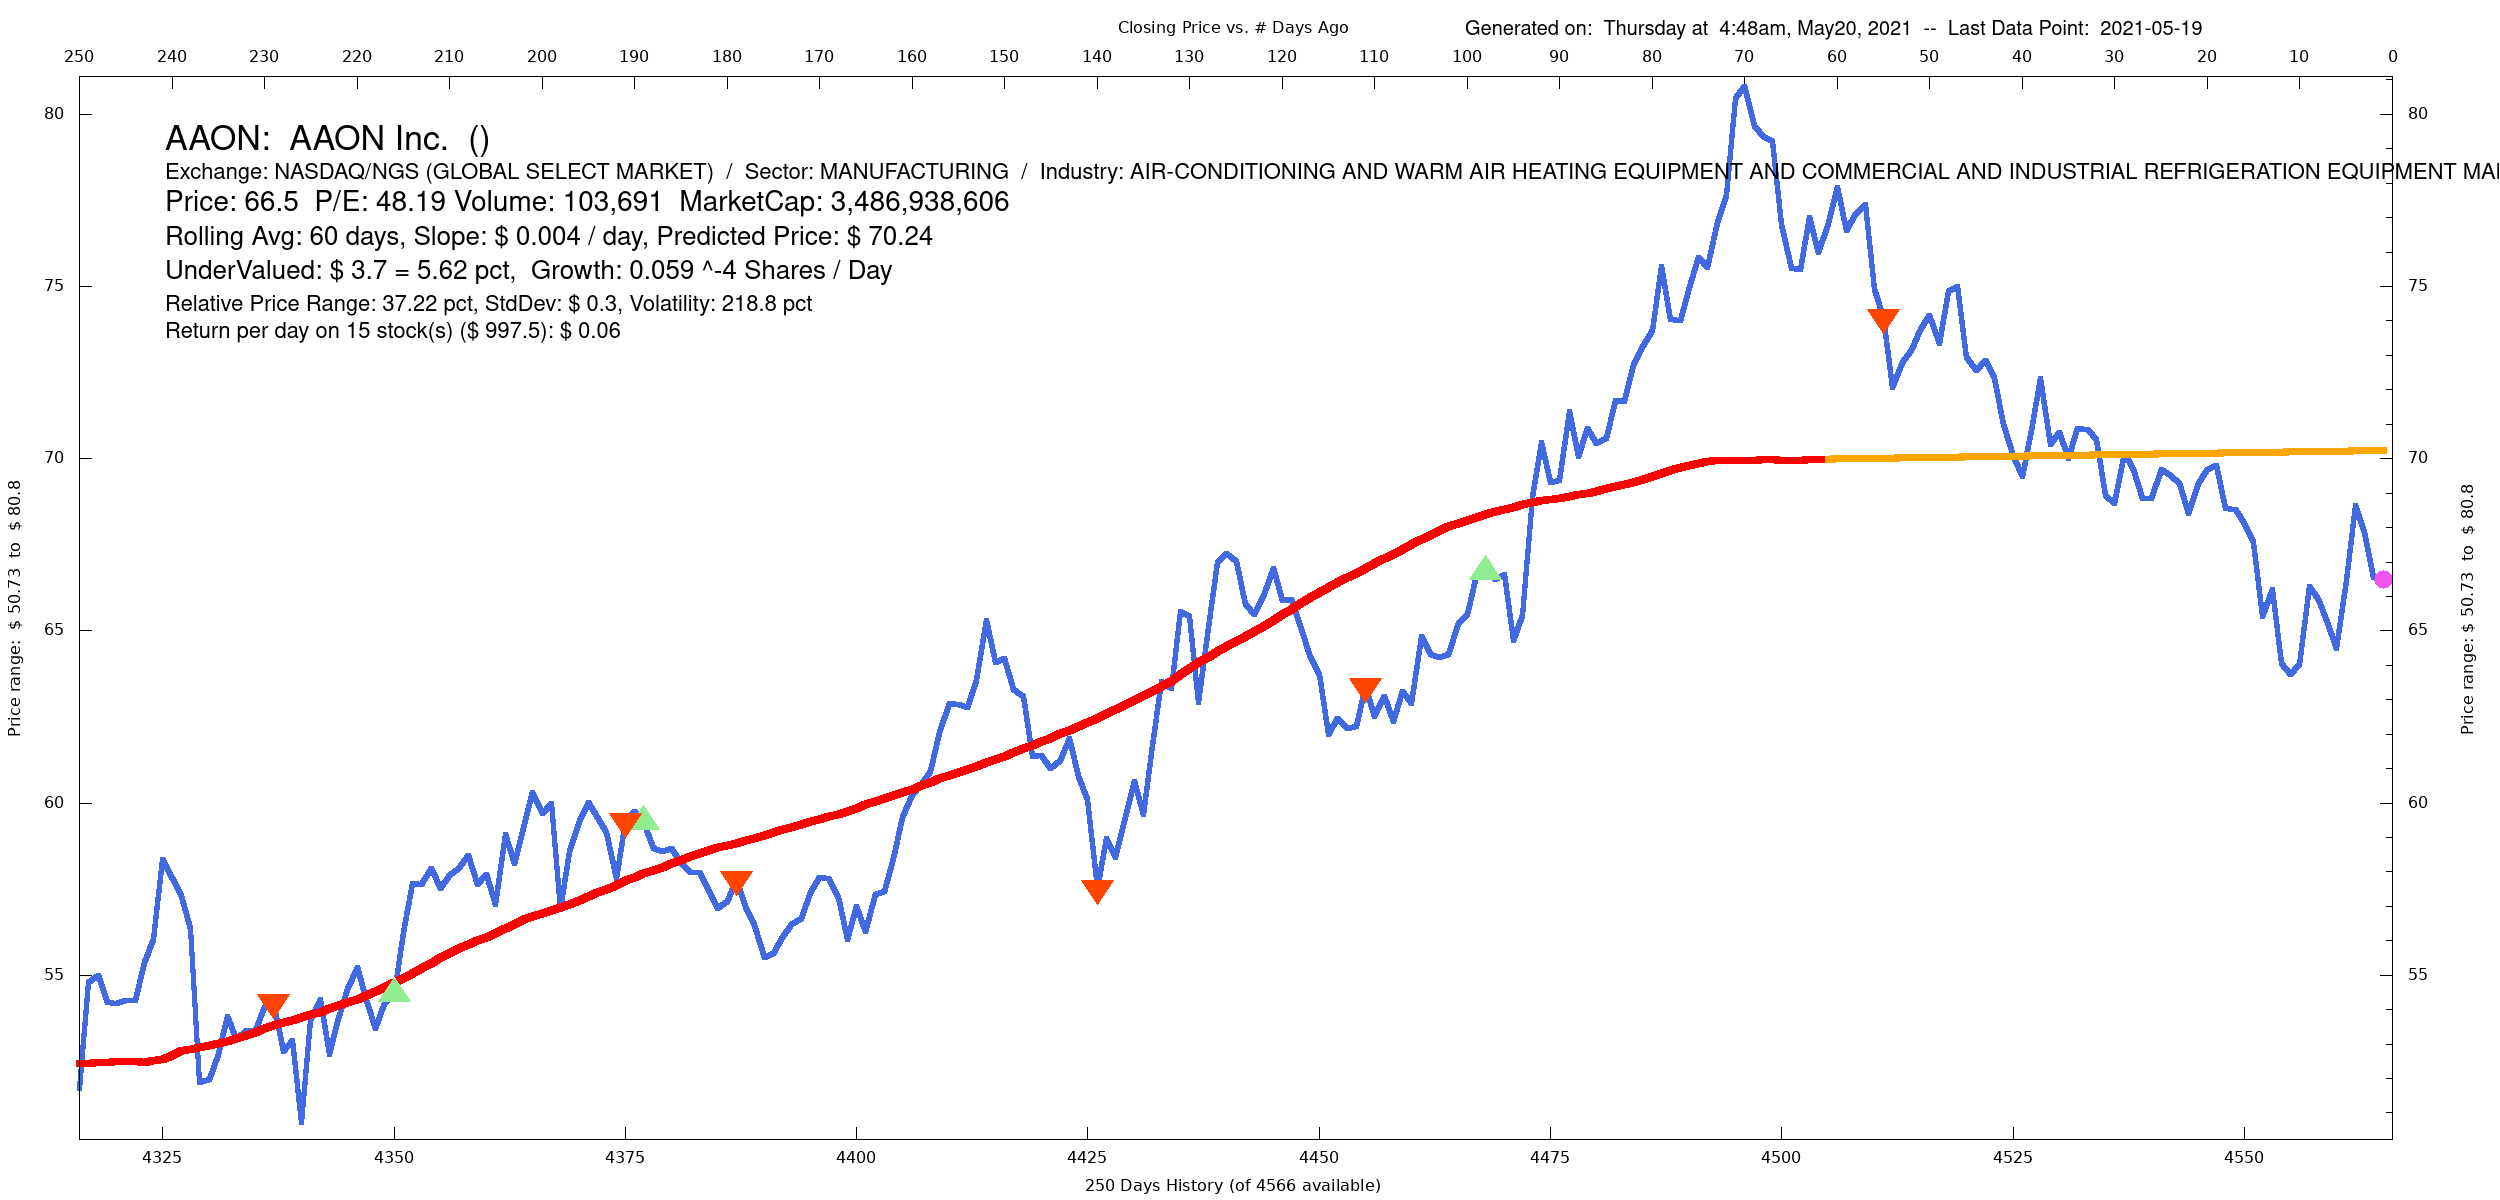 Closing Price vs. # Days Ago
Generated on:  Thursday at  4:48am, May20, 2021  --  Last Data Point:  2021-05-19
250 240 230 220 210 200 190 180 170 160 150 140 130 120 110 100 90 80 70 60 50 40 30 20 10 0
AAON:  AAON Inc.  ()
Exchange: NASDAQ/NGS (GLOBAL SELECT MARKET)  /  Sector: MANUFACTURING  /  Industry: AIR-CONDITIONING AND WARM AIR HEATING EQUIPMENT AND COMMERCIAL AND INDUSTRIAL REFRIGERATION EQUIPMENT MA
Price: 66.5  P/E: 48.19 Volume: 103,691  MarketCap: 3,486,938,606
Rolling Avg: 60 days, Slope: $ 0.004 / day, Predicted Price: $ 70.24
UnderValued: $ 3.7 = 5.62 pct,  Growth: 0.059 ^-4 Shares / Day
Relative Price Range: 37.22 pct, StdDev: $ 0.3, Volatility: 218.8 pct
Return per day on 15 stock(s) ($ 997.5): $ 0.06
80
75
70
65
60
55
80
75
70
65
60
55
Price range:  $ 50.73  to  $ 80.8
Price range: $ 50.73  to  $ 80.8
4325 4350 4375 4400 4425 4450 4475 4500 4525 4550
250 Days History (of 4566 available)